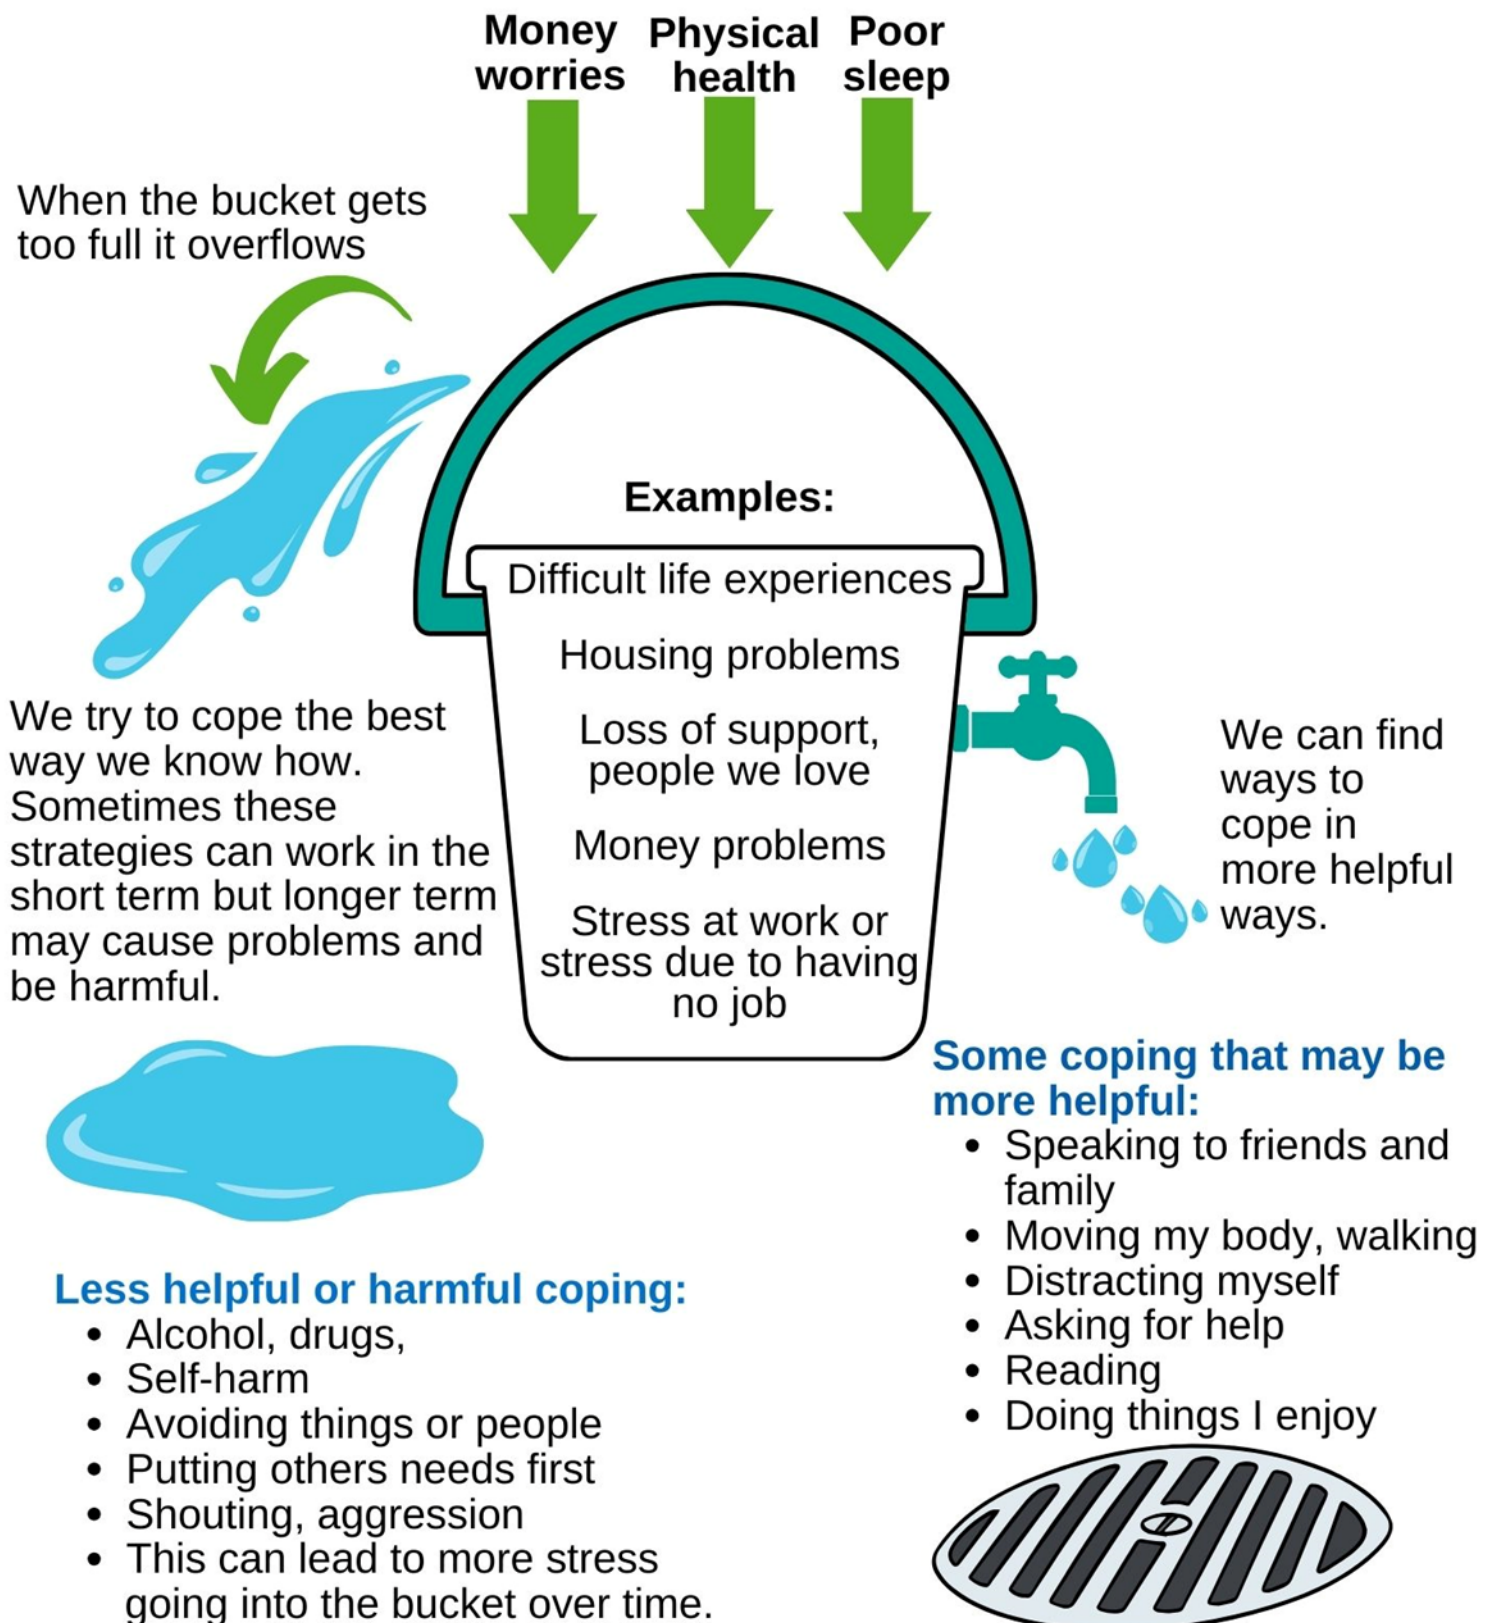 Money
worries
Physical
health
Poor
sleep
When the bucket gets
too full it overflows
Examples:
Difficult life experiences
Housing problems
Loss of support,
people we love
Money problems
Stress at work or
stress due to having
no job
We try to cope the best
way we know how.
Sometimes these
strategies can work in the
short term but longer term
may cause problems and
be harmful.
We can find
ways to
cope in
more helpful
ways.
Some coping that may be
more helpful:
• Speaking to friends and
family
• Moving my body, walking
• Distracting myself
• Asking for help
• Reading
• Doing things I enjoy
Less helpful or harmful coping:
• Alcohol, drugs,
• Self-harm
• Avoiding things or people
• Putting others needs first
• Shouting, aggression
• This can lead to more stress
going into the bucket over time.